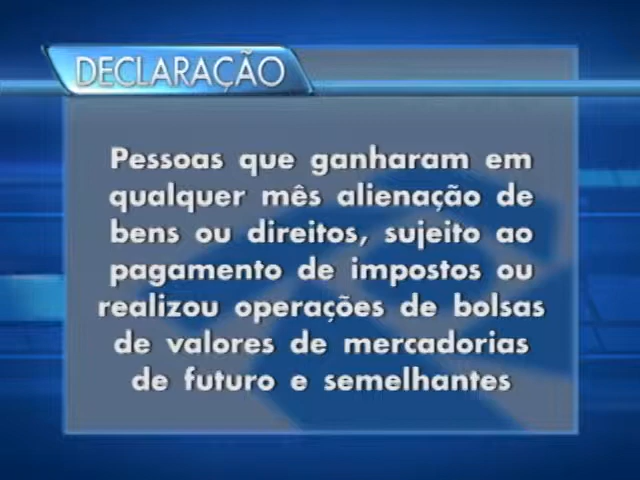 DECLARAÇÃO
Pessoas que ganharam em
qualquer mês alienação de
bens ou direitos, sujeito ao
pagamento de impostos ou
realizou operações de bolsas
de valores de mercadorias
de futuro e semelhantes